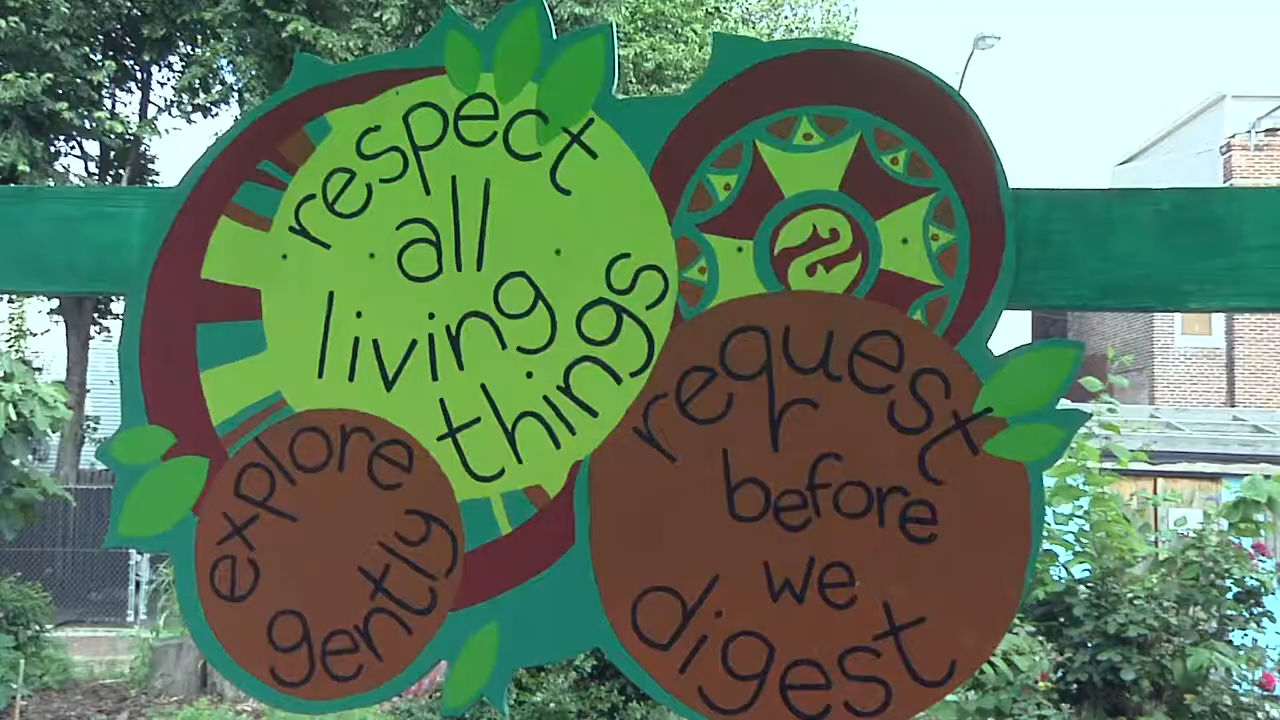 respect
all
living
things
explore
gently
request
before
we
digest